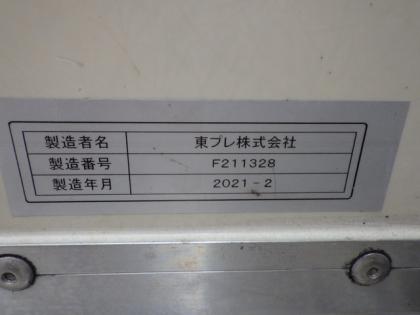 製造者名 東プレ株式会社
製造番号 F211328
製造年月 2021-2